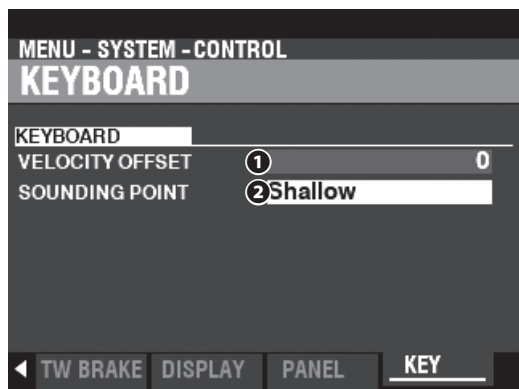 MENU - SYSTEM - CONTROL
KEYBOARD
KEYBOARD
VELOCITY OFFSET ① 0
SOUNDING POINT ② Shallow
◀ TW BRAKE DISPLAY PANEL KEY